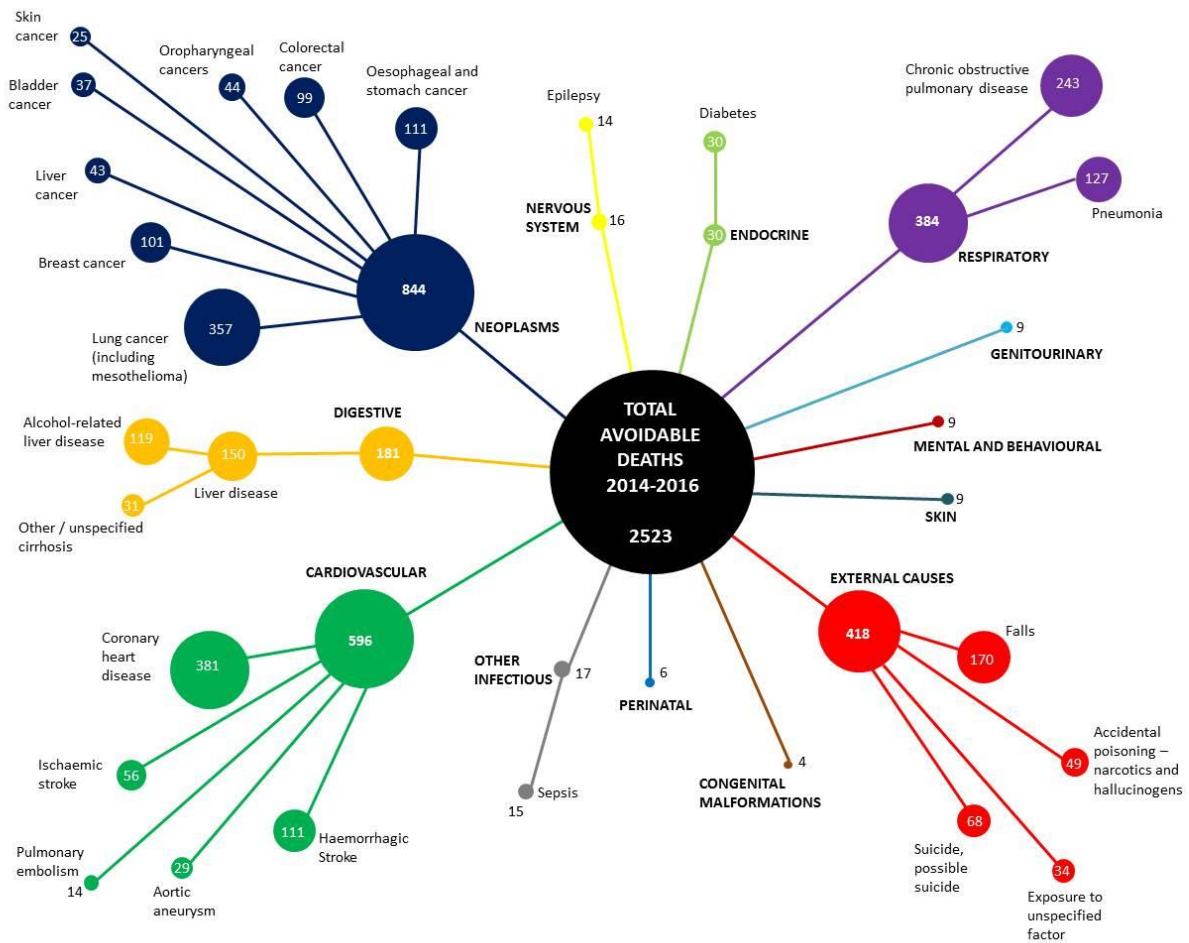 Skin
cancer
25
Bladder
cancer
37
Oropharyngeal
cancers
44
Colorectal
cancer
99
Oesophageal and
stomach cancer
111
Liver
cancer
43
Breast cancer
101
Lung cancer
(including
mesothelioma)
357
844
NEOPLASMS
Epilepsy
14
NERVOUS
SYSTEM
16
Diabetes
30
30
ENDOCRINE
Chronic obstructive
pulmonary disease
243
127
Pneumonia
384
RESPIRATORY
9
GENITOURINARY
9
MENTAL AND BEHAVIOURAL
9
SKIN
TOTAL
AVOIDABLE
DEATHS
2014-2016
2523
DIGESTIVE
181
Alcohol-related
liver disease
119
150
Liver disease
31
Other / unspecified
cirrhosis
CARDIOVASCULAR
596
Coronary
heart
disease
381
Ischaemic
stroke
56
Pulmonary
embolism
14
29
Aortic
aneurysm
111
Haemorrhagic
Stroke
OTHER
INFECTIOUS
17
Sepsis
15
6
PERINATAL
4
CONGENITAL
MALFORMATIONS
EXTERNAL CAUSES
418
Falls
170
Accidental
poisoning –
narcotics and
hallucinogens
49
68
Suicide,
possible
suicide
34
Exposure to
unspecified
factor